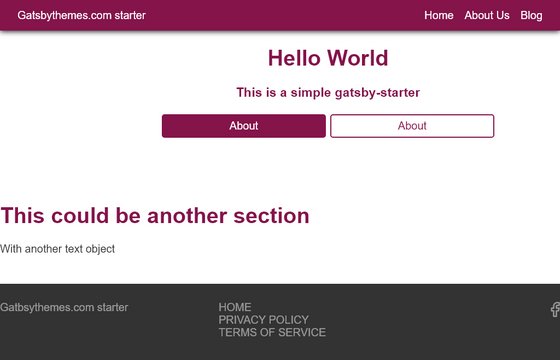 Gatsbythemes.com starter
Home About Us Blog
Hello World
This is a simple gatsby-starter
About About
This could be another section
With another text object
Gatbsythemes.com starter
HOME
PRIVACY POLICY
TERMS OF SERVICE